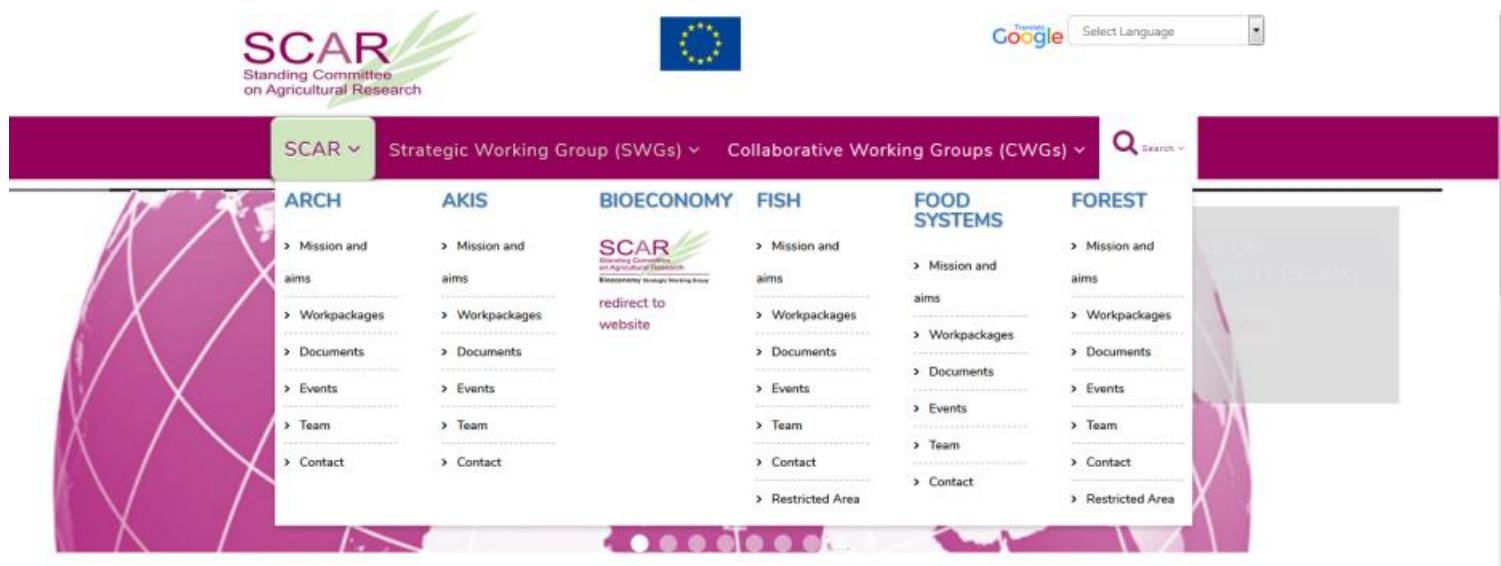 SCAR
Standing Committee
on Agricultural Research
Translate
Google
Select Language
SCAR
Strategic Working Group (SWGs)
Collaborative Working Groups (CWGs)
Search
ARCH
Mission and
aims
Workpackages
Documents
Events
Team
Contact
AKIS
Mission and
aims
Workpackages
Documents
Events
Team
Contact
BIOECONOMY
SCAR
Standing Committee
on Agricultural Research
Bioeconomy Strategic Working Group
redirect to
website
FISH
Mission and
aims
Workpackages
Documents
Events
Team
Contact
Restricted Area
FOOD
SYSTEMS
Mission and
aims
Workpackages
Documents
Events
Team
Contact
FOREST
Mission and
aims
Workpackages
Documents
Events
Team
Contact
Restricted Area